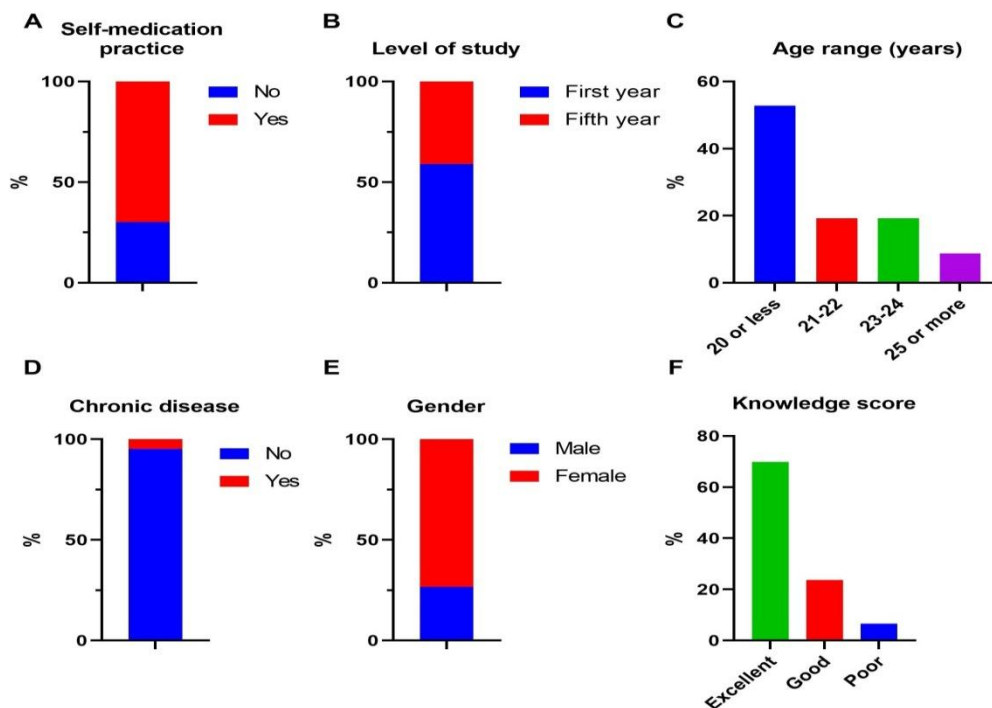 A
Self-medication
practice
100
50
0
%
No
Yes
B
Level of study
100
50
0
%
First year
Fifth year
C
Age range (years)
60
40
20
0
%
20 or less
21-22
23-24
25 or more
D
Chronic disease
100
50
0
%
No
Yes
E
Gender
100
50
0
%
Male
Female
F
Knowledge score
80
60
40
20
0
%
Excellent
Good
Poor